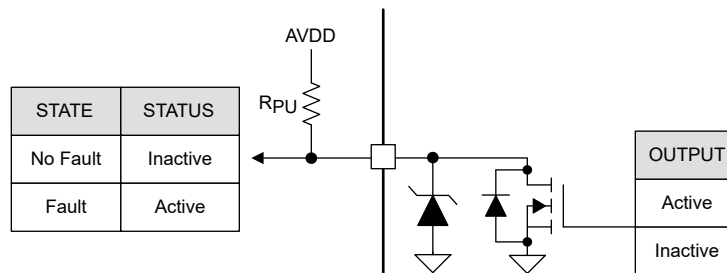 AVDD
RPU
STATE STATUS
No Fault Inactive
Fault Active
OUTPUT
Active
Inactive